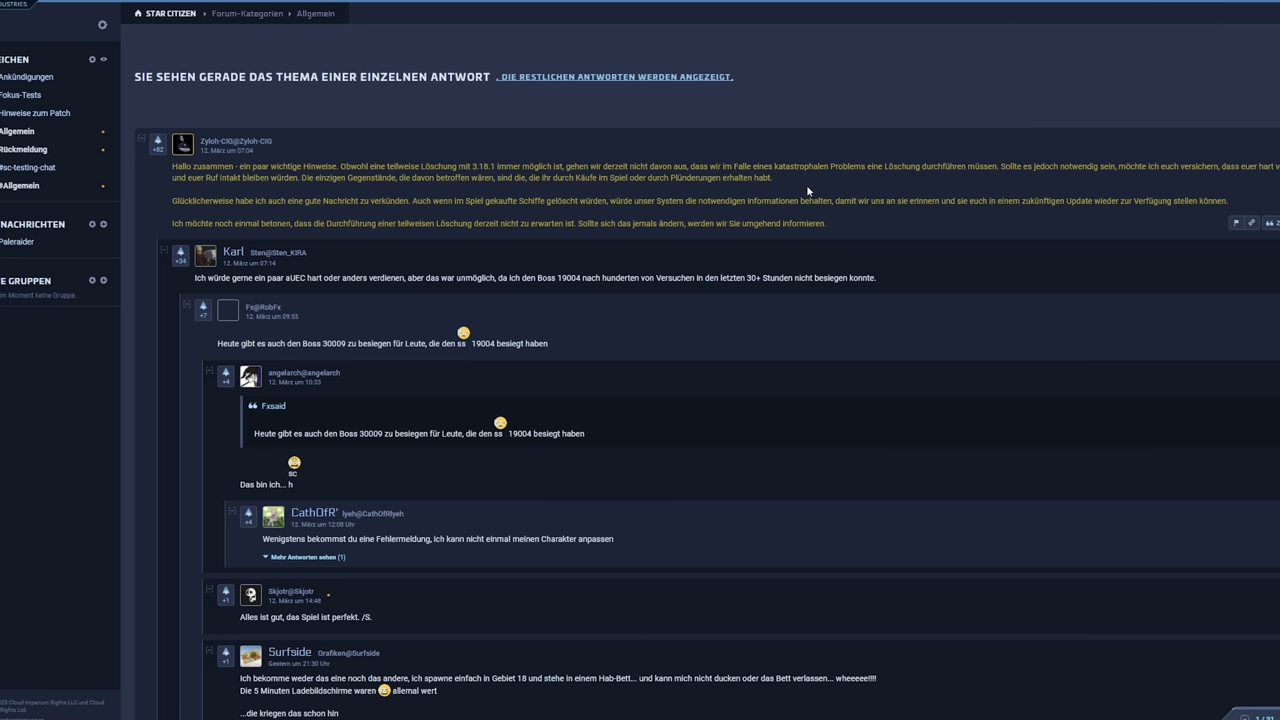 USTRIES
STAR CITIZEN › Forum-Kategorien › Allgemein
EICHEN
Ankündigungen
Fokus-Tests
Hinweise zum Patch
Allgemein
Rückmeldung
#sc-testing-chat
#Allgemein
NACHRICHTEN
Paleraider
E GRUPPEN
m Moment keine Gruppe.
SIE SEHEN GERADE DAS THEMA EINER EINZELNEN ANTWORT . DIE RESTLICHEN ANTWORTEN WERDEN ANGEZEIGT.
+82
Zyloh-CIG@Zyloh-CIG
12. März um 07:04
Hallo zusammen - ein paar wichtige Hinweise. Obwohl eine teilweise Löschung mit 3.18.1 immer möglich ist, gehen wir derzeit nicht davon aus, dass wir im Falle eines katastrophalen Problems eine Löschung durchführen müssen. Sollte es jedoch notwendig sein, möchte ich euch versichern, dass euer hart v
und euer Ruf intakt bleiben würden. Die einzigen Gegenstände, die davon betroffen wären, sind die, die ihr durch Käufe im Spiel oder durch Plünderungen erhalten habt.
Glücklicherweise habe ich auch eine gute Nachricht zu verkünden. Auch wenn im Spiel gekaufte Schiffe gelöscht würden, würde unser System die notwendigen Informationen behalten, damit wir uns an sie erinnern und sie euch in einem zukünftigen Update wieder zur Verfügung stellen können.
Ich möchte noch einmal betonen, dass die Durchführung einer teilweisen Löschung derzeit nicht zu erwarten ist. Sollte sich das jemals ändern, werden wir Sie umgehend informieren.
+34
Karl Sten@Sten_KIRA
12. März um 07:14
Ich würde gerne ein paar aUEC hart oder anders verdienen, aber das war unmöglich, da ich den Boss 19004 nach hunderten von Versuchen in den letzten 30+ Stunden nicht besiegen konnte.
+7
Fx@RobFx
12. März um 09:55
Heute gibt es auch den Boss 30009 zu besiegen für Leute, die den ss 19004 besiegt haben
+4
angelarch@angelarch
12. März um 10:33
Fxsaid
Heute gibt es auch den Boss 30009 zu besiegen für Leute, die den ss 19004 besiegt haben
sc
Das bin ich... h
+4
CathOfR' lyeh@CathOfRlyeh
12. März um 12:08 Uhr
Wenigstens bekommst du eine Fehlermeldung, ich kann nicht einmal meinen Charakter anpassen
Mehr Antworten sehen (1)
+1
Skjotr@Skjotr
12. März um 14:48
Alles ist gut, das Spiel ist perfekt. /S.
+1
Surfside Grafiken@Surfside
Gestern um 21:30 Uhr
Ich bekomme weder das eine noch das andere, ich spawne einfach in Gebiet 18 und stehe in einem Hab-Bett... und kann mich nicht ducken oder das Bett verlassen... wheeeee!!!!
Die 5 Minuten Ladebildschirme waren allemal wert
...die kriegen das schon hin
Cloud Imperium Rights LLC und Cloud
Rights Ltd.